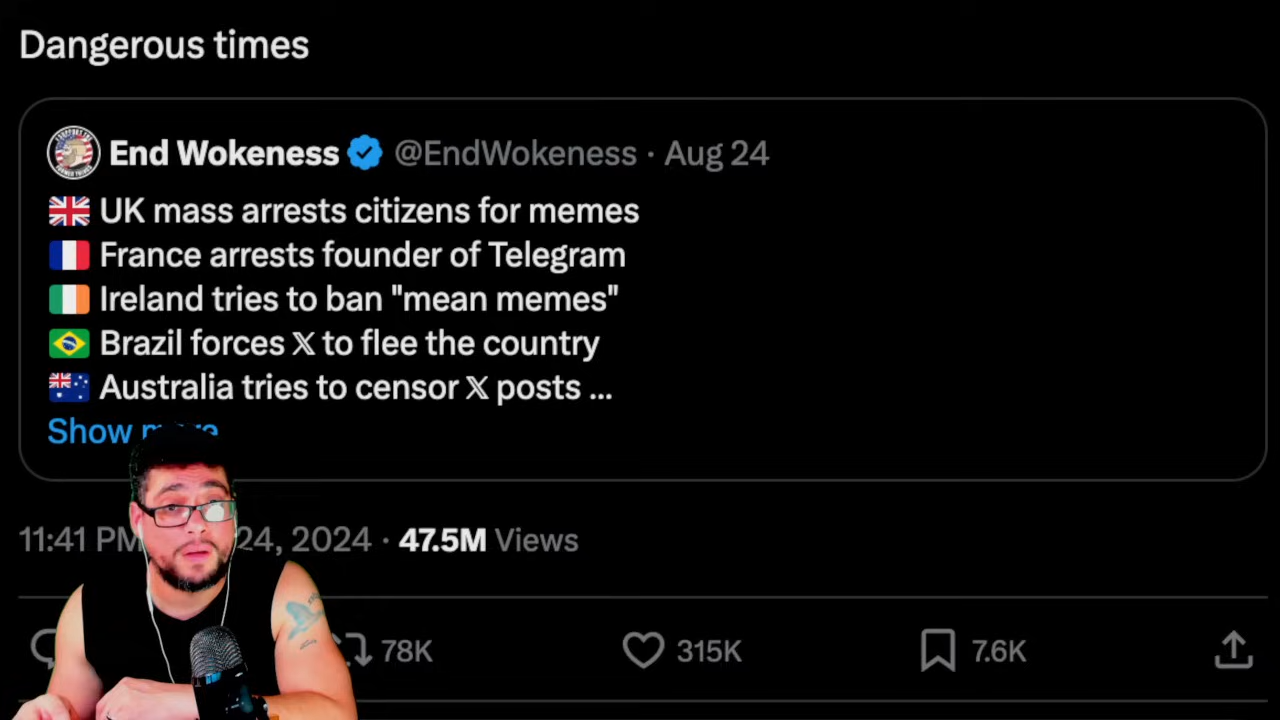 Dangerous times
End Wokeness @EndWokeness · Aug 24
UK mass arrests citizens for memes
France arrests founder of Telegram
Ireland tries to ban "mean memes"
Brazil forces 𝕏 to flee the country
Australia tries to censor 𝕏 posts ...
Show
11:41 PM 24, 2024 · 47.5M Views
78K 315K 7.6K